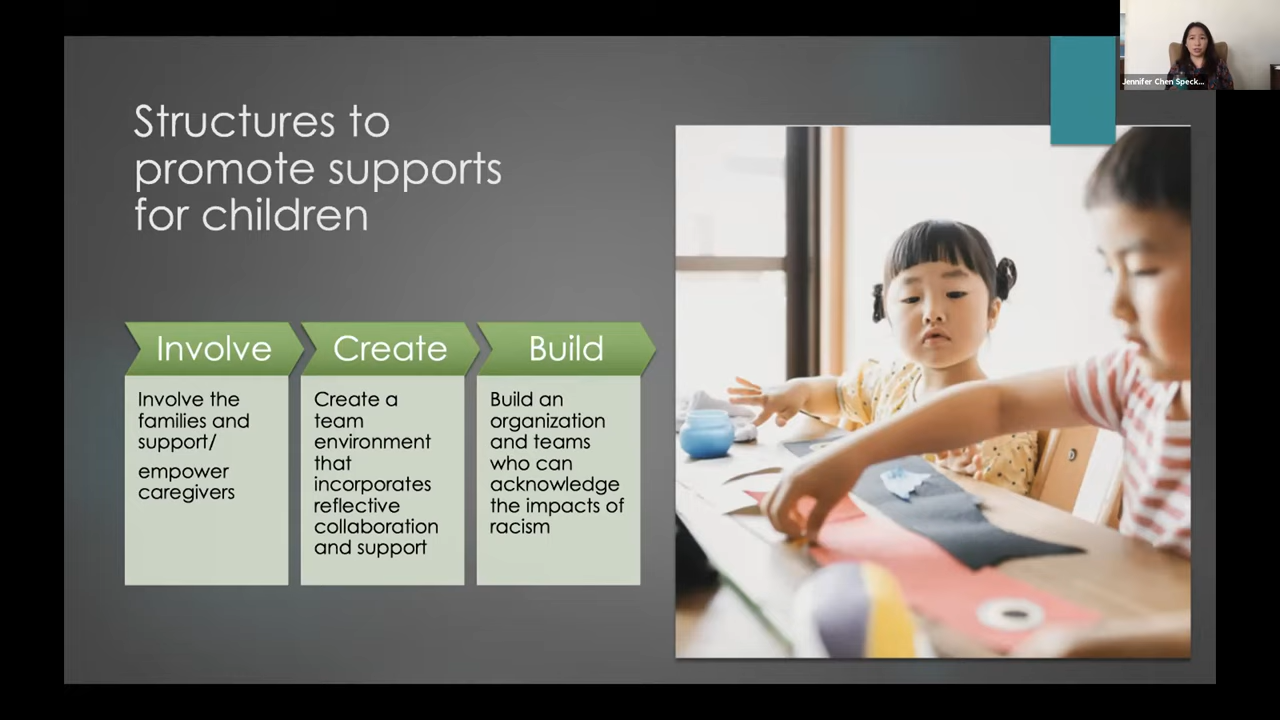 Jennifer Chen Speck...
Structures to
promote supports
for children
Involve
Involve the
families and
support/
empower
caregivers
Create
Create a
team
environment
that
incorporates
reflective
collaboration
and support
Build
Build an
organization
and teams
who can
acknowledge
the impacts of
racism